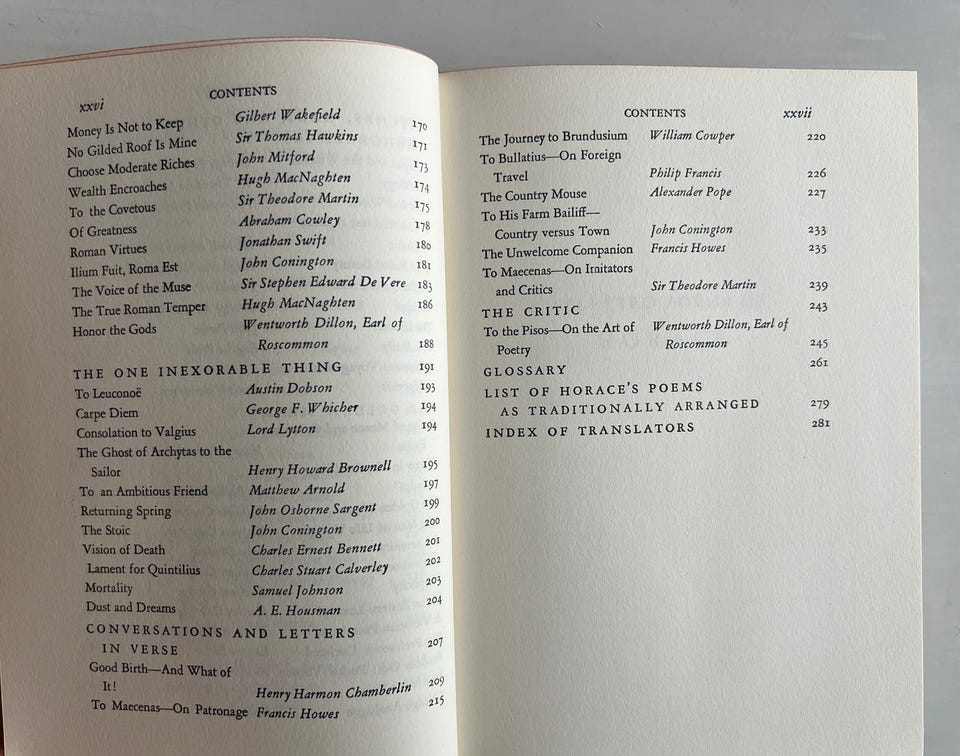 xxvi CONTENTS
Money Is Not to Keep Gilbert Wakefield 170
No Gilded Roof Is Mine Sir Thomas Hawkins 171
Choose Moderate Riches John Mitford 173
Wealth Encroaches Hugh MacNaghten 174
To the Covetous Sir Theodore Martin 175
Of Greatness Abraham Cowley 178
Roman Virtues Jonathan Swift 180
Ilium Fuit, Roma Est John Conington 181
The Voice of the Muse Sir Stephen Edward De Vere 183
The True Roman Temper Hugh MacNaghten 186
Honor the Gods Wentworth Dillon, Earl of
Roscommon 188
THE ONE INEXORABLE THING 191
To Leuconoë Austin Dobson 193
Carpe Diem George F. Whicher 194
Consolation to Valgius Lord Lytton 194
The Ghost of Archytas to the
Sailor Henry Howard Brownell 195
To an Ambitious Friend Matthew Arnold 197
Returning Spring John Osborne Sargent 199
The Stoic John Conington 200
Vision of Death Charles Ernest Bennett 201
Lament for Quintilius Charles Stuart Calverley 202
Mortality Samuel Johnson 203
Dust and Dreams A. E. Housman 204
CONVERSATIONS AND LETTERS
IN VERSE 207
Good Birth—And What of
It! Henry Harmon Chamberlin 209
To Maecenas—On Patronage Francis Howes 215
CONTENTS xxvii
The Journey to Brundusium William Cowper 220
To Bullatius—On Foreign
Travel Philip Francis 226
The Country Mouse Alexander Pope 227
To His Farm Bailiff—
Country versus Town John Conington 233
The Unwelcome Companion Francis Howes 235
To Maecenas—On Imitators
and Critics Sir Theodore Martin 239
THE CRITIC 243
To the Pisos—On the Art of Wentworth Dillon, Earl of
Poetry Roscommon 245
GLOSSARY 261
LIST OF HORACE'S POEMS
AS TRADITIONALLY ARRANGED 279
INDEX OF TRANSLATORS 281